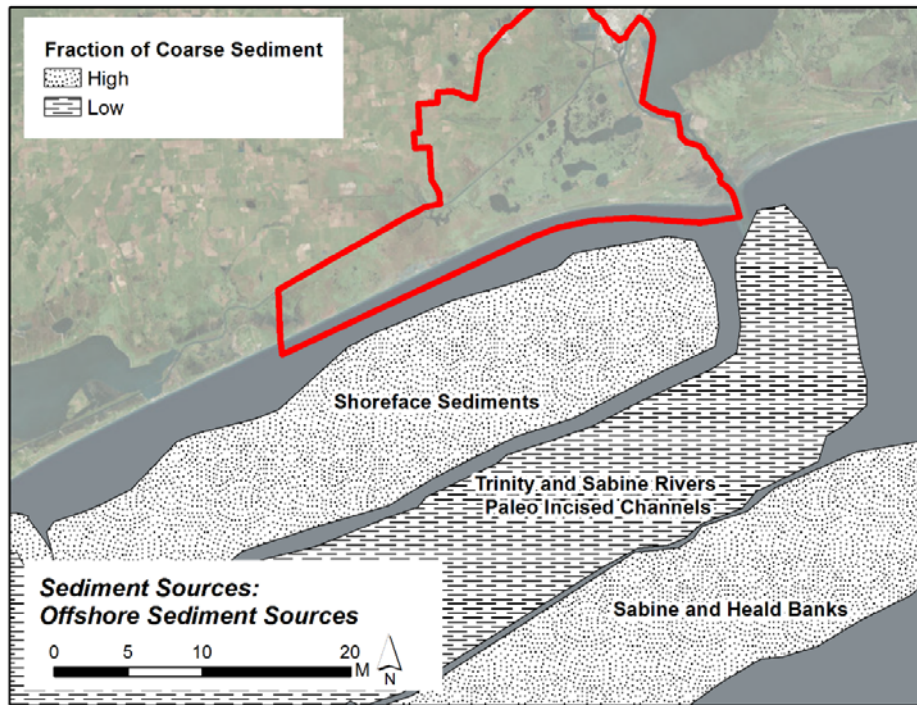 Fraction of Coarse Sediment
High
Low
Shoreface Sediments
Trinity and Sabine Rivers
Paleo Incised Channels
Sabine and Heald Banks
Sediment Sources:
Offshore Sediment Sources
0 5 10 20
M
N